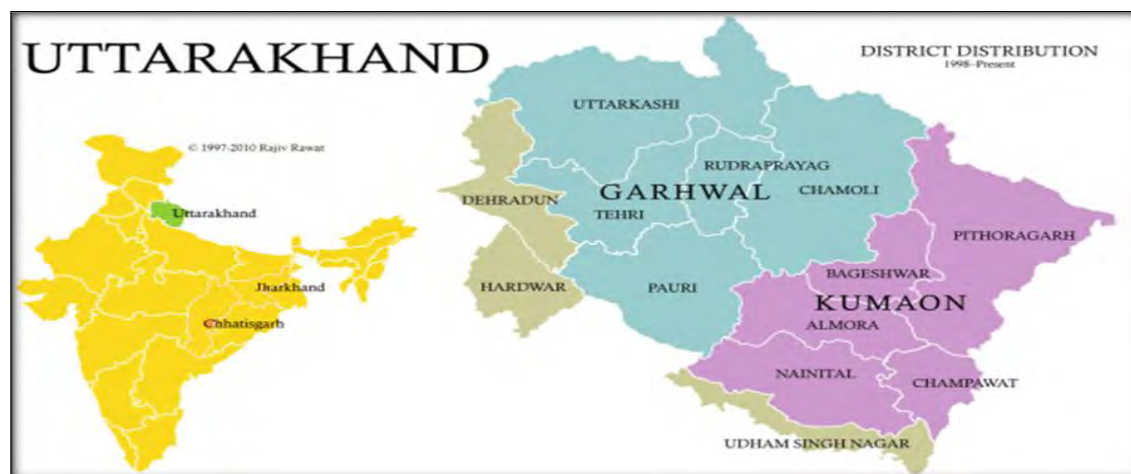 UTTARAKHAND
DISTRICT DISTRIBUTION
1998-Present
© 1997-2010 Rajiv Rawat
Uttarakhand
Jharkhand
Chhatisgarh
UTTARKASHI
RUDRAPRAYAG
GARHWAL
CHAMOLI
DEHRADUN
TEHRI
PITHORAGARH
HARDWAR
PAURI
BAGESHWAR
KUMAON
ALMORA
NAINITAL
CHAMPAWAT
UDHAM SINGH NAGAR